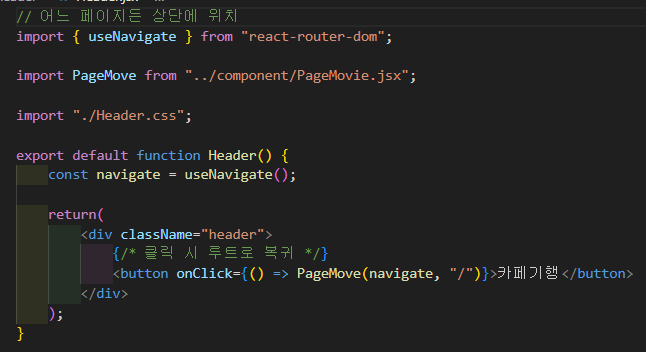 // 어느 페이지든 상단에 위치
import { useNavigate } from "react-router-dom";
import PageMove from "../component/PageMovie.jsx";
import "./Header.css";
export default function Header() {
const navigate = useNavigate();
return(
<div className="header">
{/* 클릭 시 루트로 복귀 */}
<button onClick={() => PageMove(navigate, "/")}>카페기행</button>
</div>
);
}